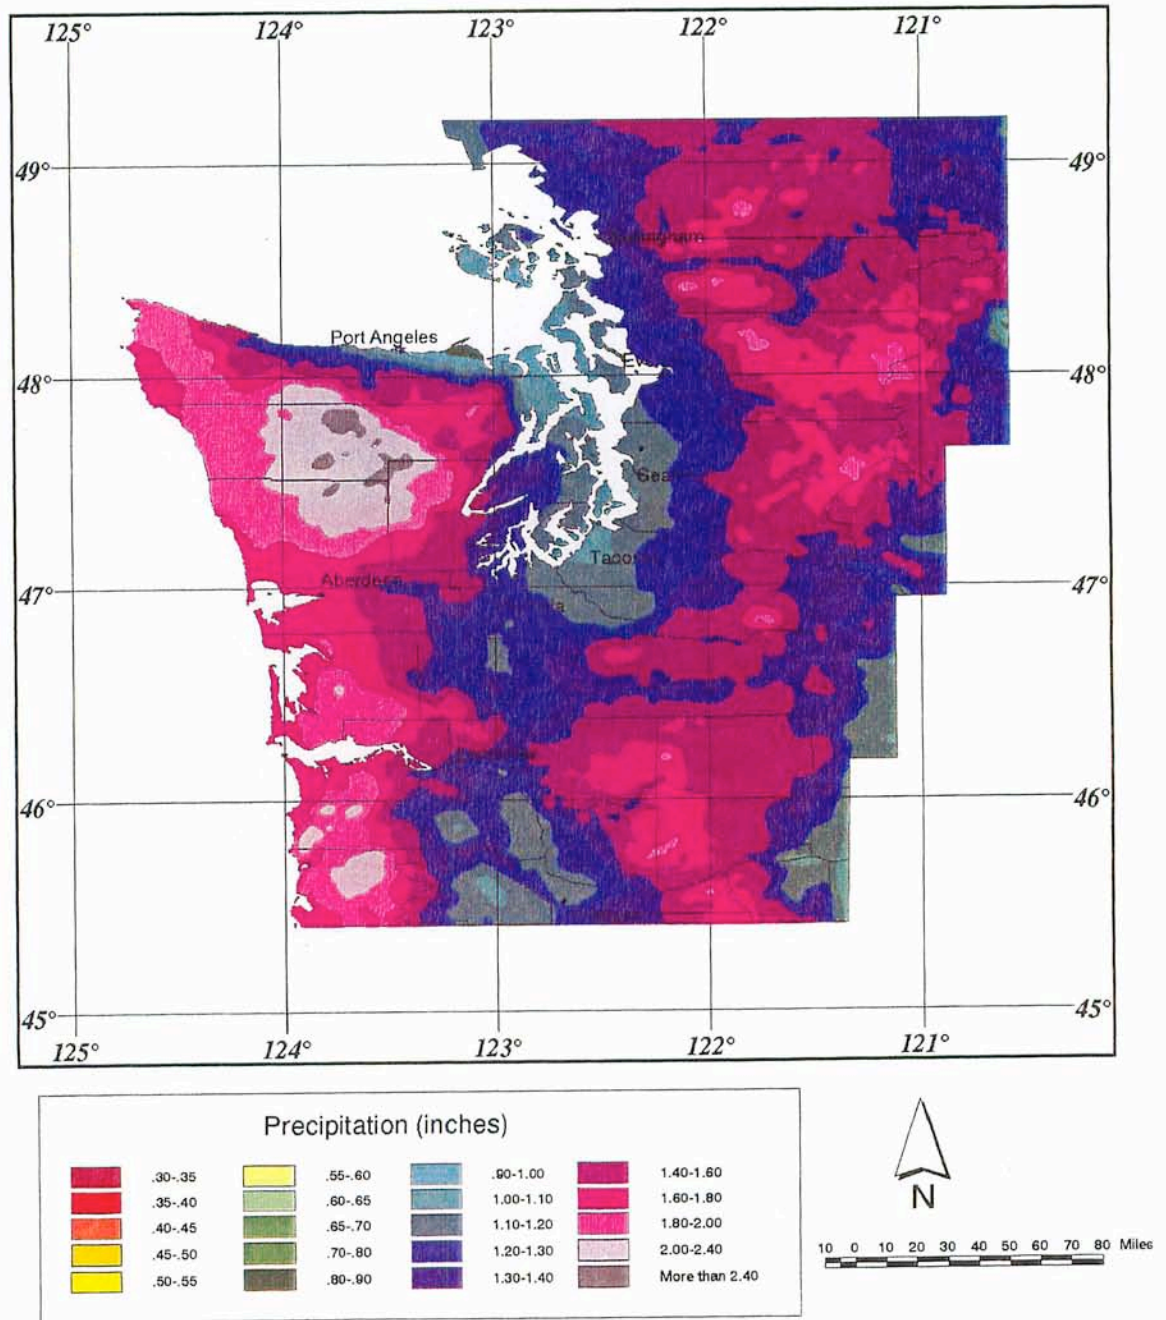 125° 124° 123° 122° 121°
49° 49°
Port Angeles
48° 48°
Tacoma
47° Aberdeen 47°
46° 46°
45° 45°
125° 124° 123° 122° 121°
Precipitation (inches)
.30-.35 .55-.60 .90-1.00 1.40-1.60
.35-.40 .60-.65 1.00-1.10 1.60-1.80
.40-.45 .65-.70 1.10-1.20 1.80-2.00
.45-.50 .70-.80 1.20-1.30 2.00-2.40
.50-.55 .80-.90 1.30-1.40 More than 2.40
N
10 0 10 20 30 40 50 60 70 80 Miles